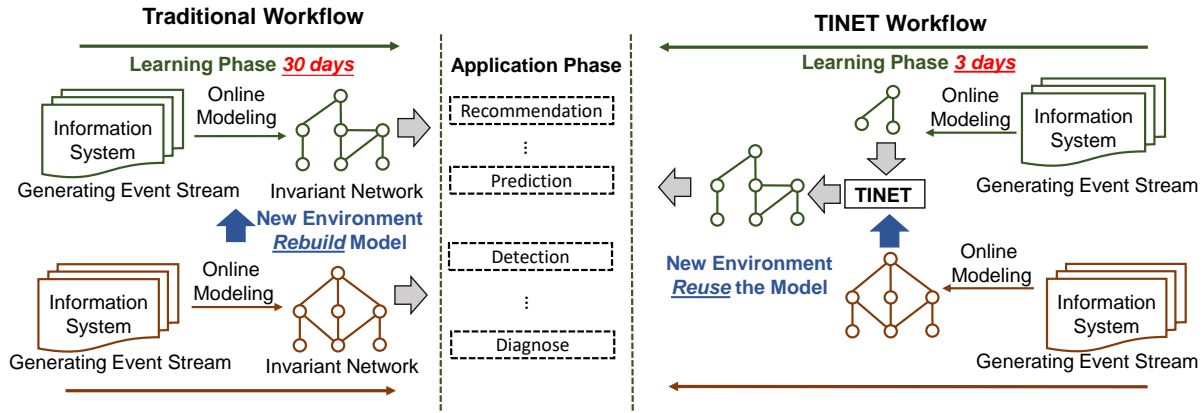 Traditional Workflow
Learning Phase 30 days
Information
System
Online
Modeling
Generating Event Stream
Invariant Network
New Environment
Rebuild Model
Information
System
Online
Modeling
Generating Event Stream
Invariant Network
Application Phase
Recommendation
...
Prediction
Detection
...
Diagnose
TINET Workflow
Learning Phase 3 days
Online
Modeling
Information
System
Generating Event Stream
TINET
New Environment
Reuse the Model
Online
Modeling
Information
System
Generating Event Stream